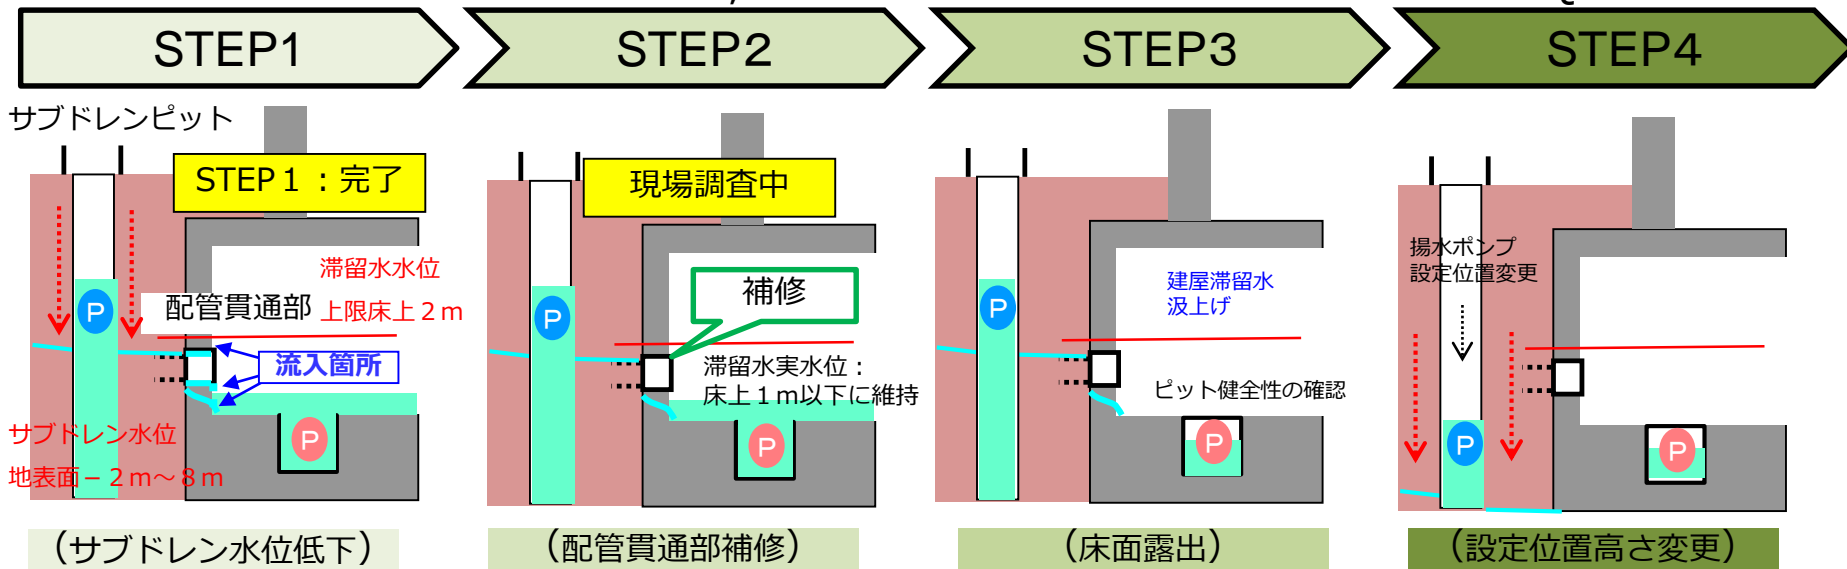 STEP1
STEP2
STEP3
STEP4
サブドレンピット
STEP１：完了
滞留水水位
上限床上２ｍ
配管貫通部
流入箇所
サブドレン水位
地表面－２ｍ～８ｍ
P
P
（サブドレン水位低下）
現場調査中
補修
滞留水実水位：
床上１ｍ以下に維持
P
P
（配管貫通部補修）
建屋滞留水
汲上げ
ピット健全性の確認
P
P
（床面露出）
揚水ポンプ
設定位置変更
P
P
（設定位置高さ変更）